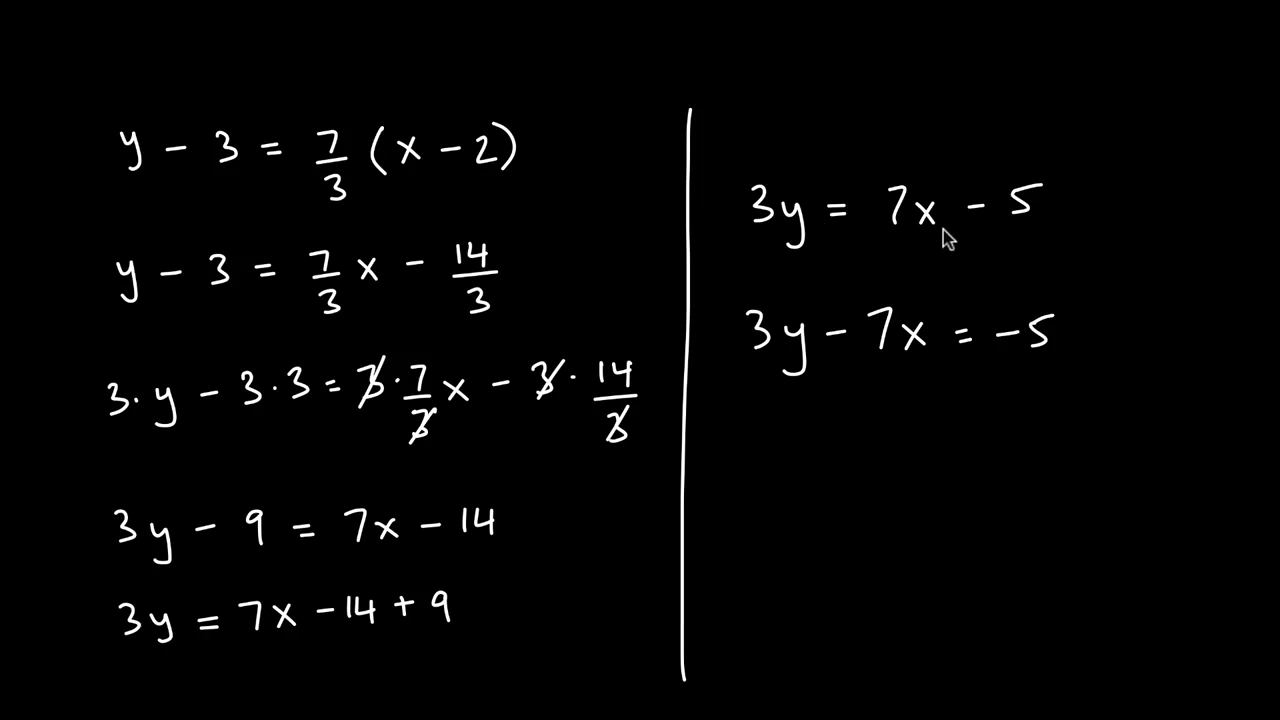 y - 3 = 7/3 (x - 2)
y - 3 = 7/3 x - 14/3
3 · y - 3 · 3 = 3 · 7/3 x - 3 · 14/3
3y - 9 = 7x - 14
3y = 7x - 14 + 9
3y = 7x - 5
3y - 7x = -5